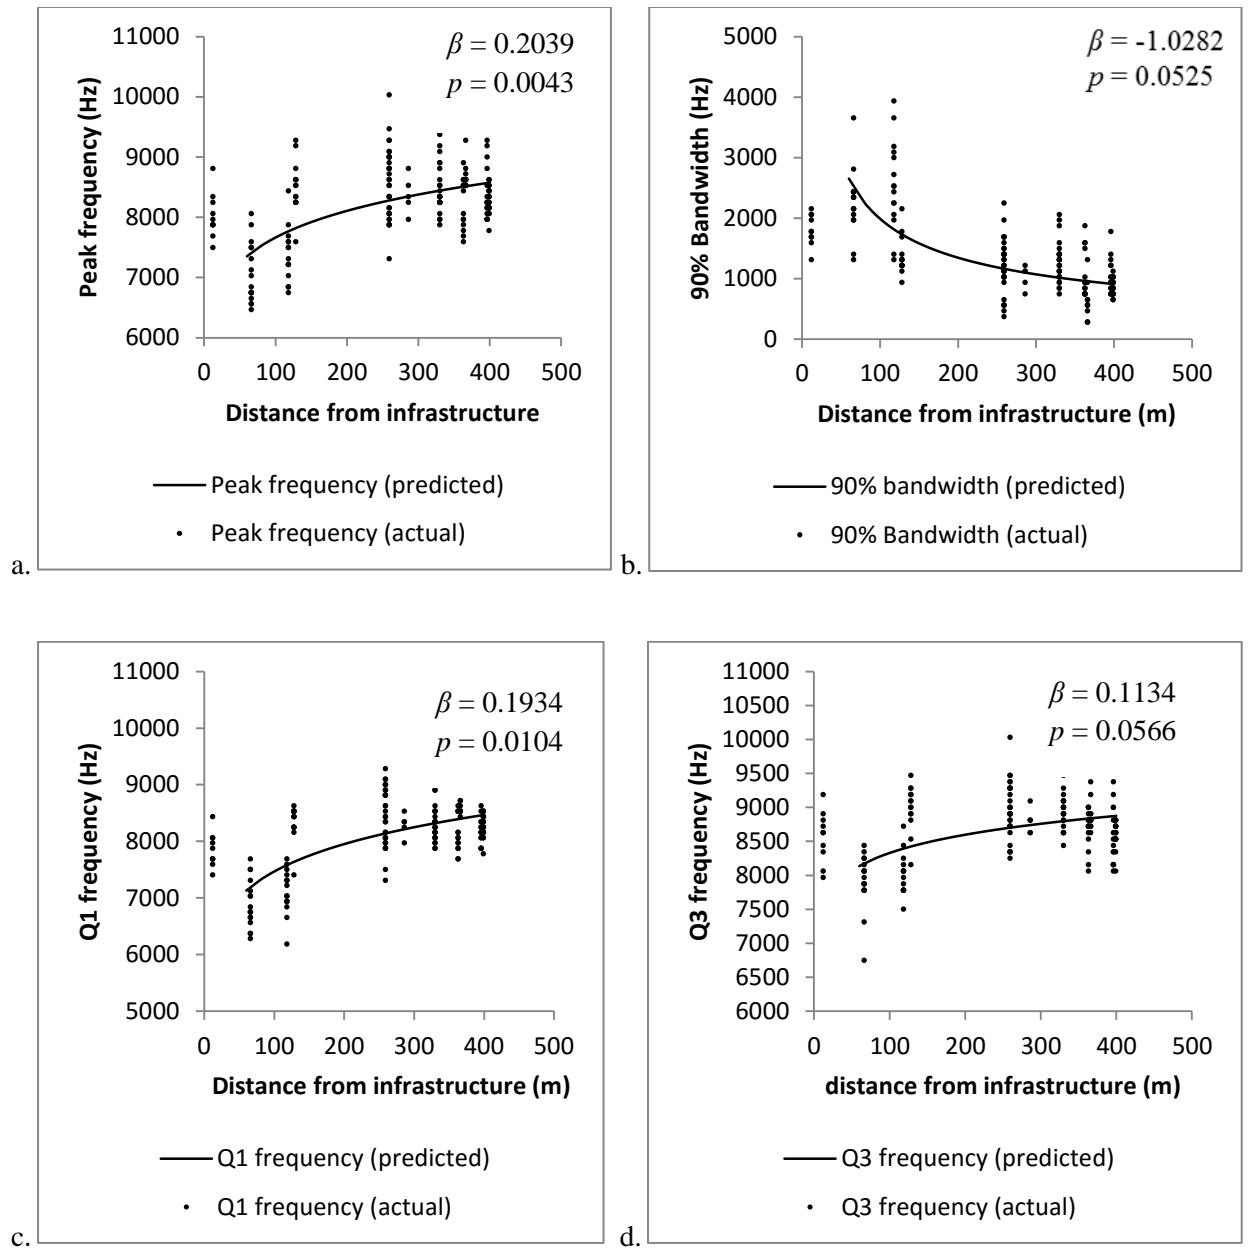 11000
10000
9000
8000
7000
6000
Peak frequency (Hz)
β = 0.2039
p = 0.0043
0 100 200 300 400 500
Distance from infrastructure
Peak frequency (predicted)
Peak frequency (actual)
a.
5000
4000
3000
2000
1000
0
90% Bandwidth (Hz)
β = -1.0282
p = 0.0525
0 100 200 300 400 500
Distance from infrastructure (m)
90% bandwidth (predicted)
90% Bandwidth (actual)
b.
11000
10000
9000
8000
7000
6000
5000
Q1 frequency (Hz)
β = 0.1934
p = 0.0104
0 100 200 300 400 500
Distance from infrastructure (m)
Q1 frequency (predicted)
Q1 frequency (actual)
c.
11000
10500
10000
9500
9000
8500
8000
7500
7000
6500
6000
Q3 frequency (Hz)
β = 0.1134
p = 0.0566
0 100 200 300 400 500
distance from infrastructure (m)
Q3 frequency (predicted)
Q3 frequency (actual)
d.